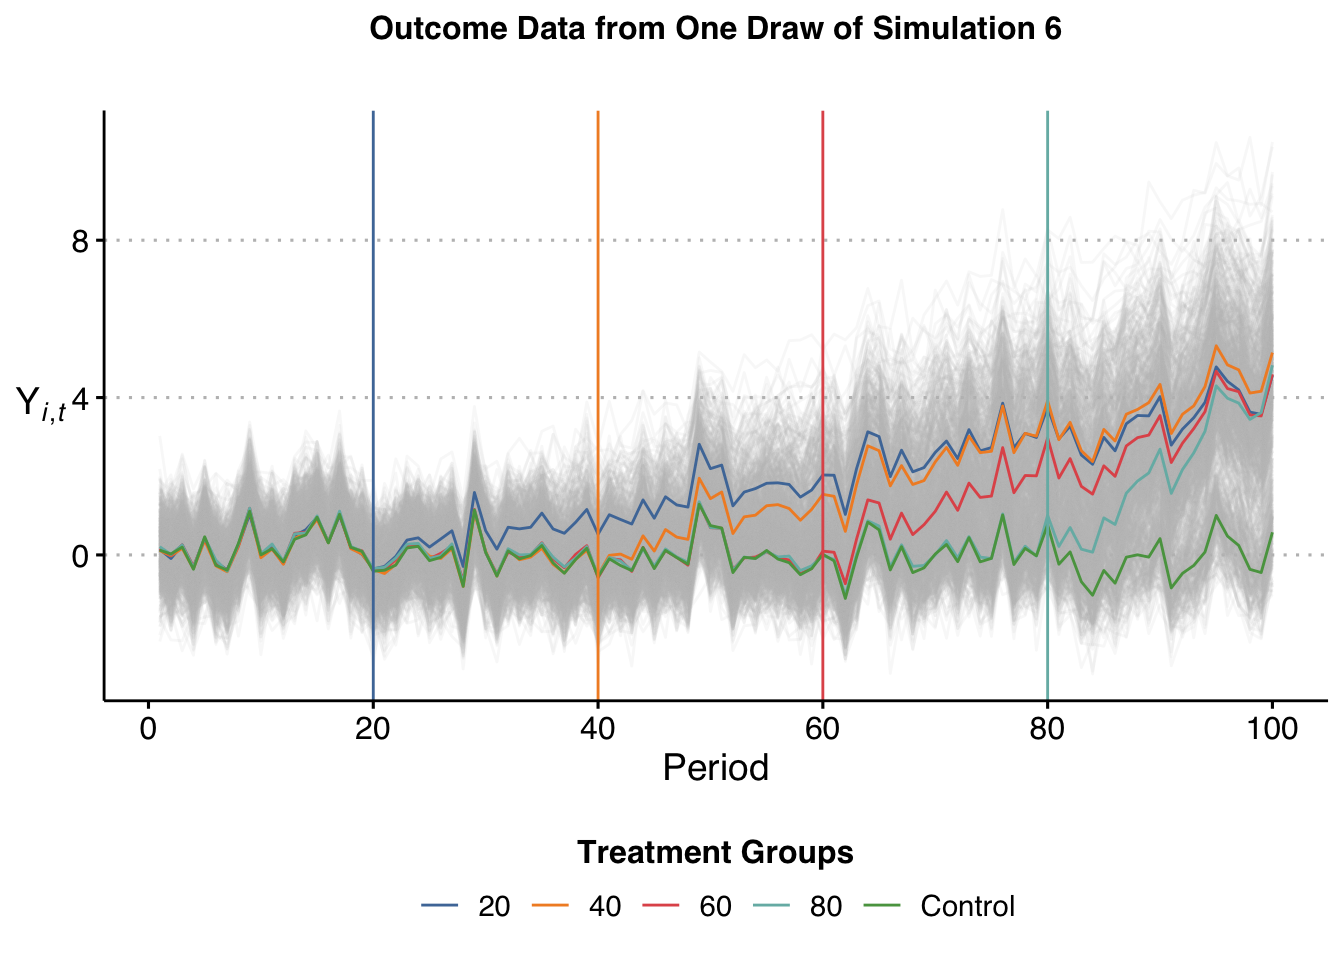 Outcome Data from One Draw of Simulation 6
8
4
0
Y i,t
0 20 40 60 80 100
Period
Treatment Groups
20 40 60 80 Control